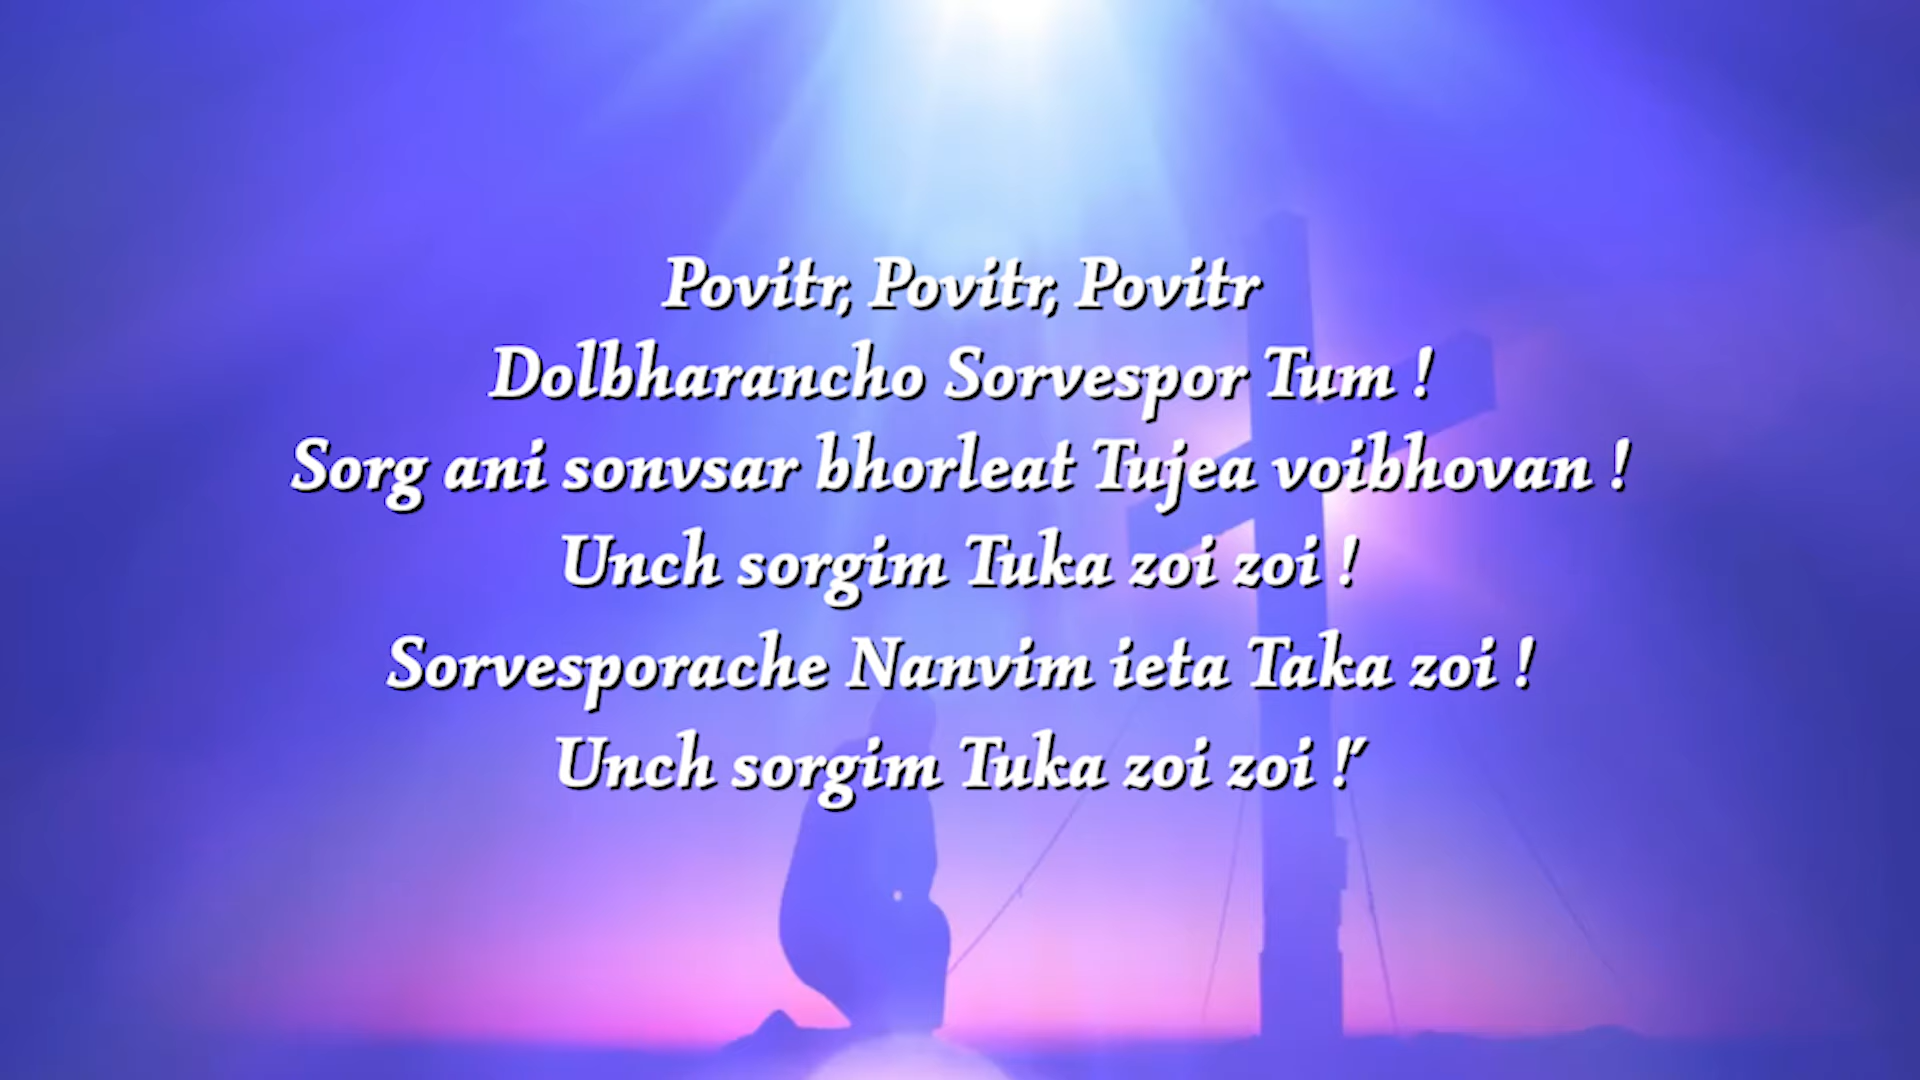 Povitr, Povitr, Povitr
Dolbharancho Sorvespor Tum !
Sorg ani sonvsar bhorleat Tujea voibhovan !
Unch sorgim Tuka zoi zoi !
Sorvesporache Nanvim ieta Taka zoi !
Unch sorgim Tuka zoi zoi !”